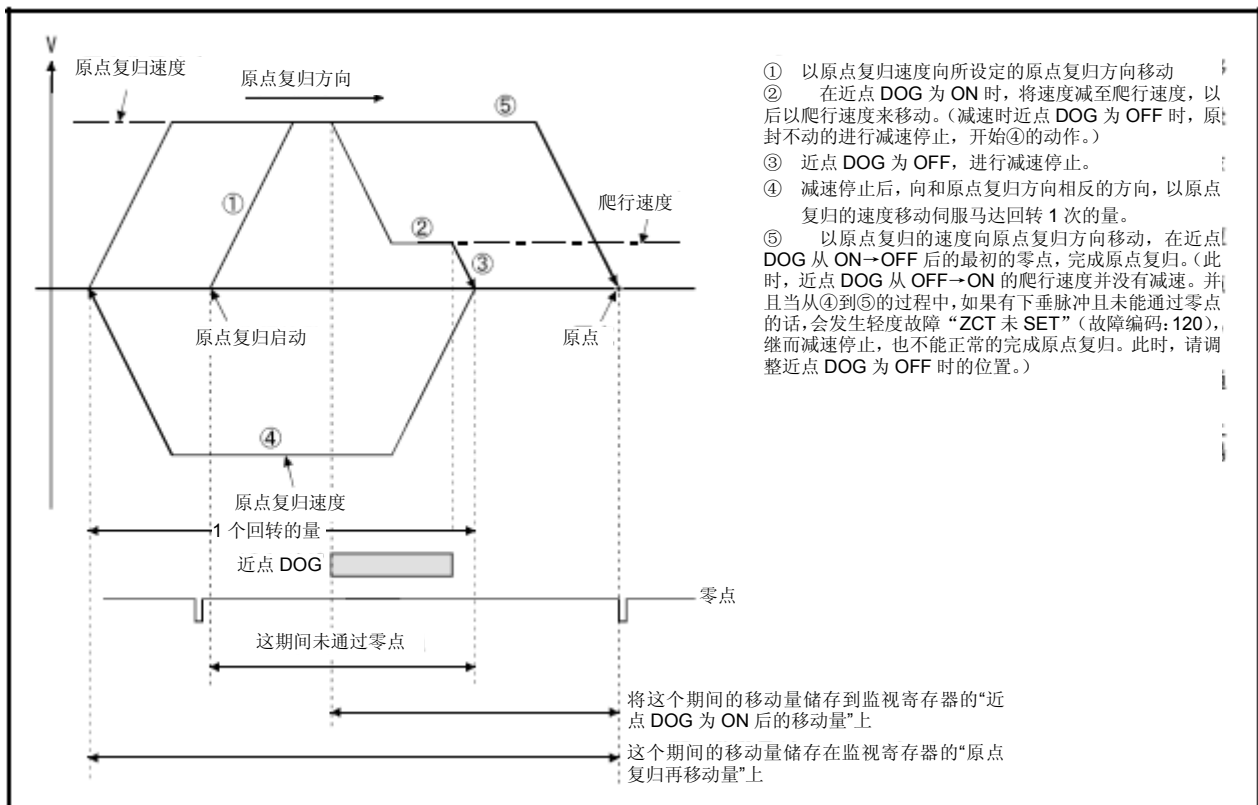 V
原点复归速度
原点复归方向
⑤
①
②
爬行速度
③
原点复归启动
原点
④
原点复归速度
1 个回转的量
近点 DOG
零点
这期间未通过零点
将这个期间的移动量储存到监视寄存器的“近
点 DOG 为 ON 后的移动量”上
这个期间的移动量储存在监视寄存器的“原点
复归再移动量”上
① 以原点复归速度向所设定的原点复归方向移动
② 在近点 DOG 为 ON 时，将速度减至爬行速度，以
后以爬行速度来移动。（减速时近点 DOG 为 OFF 时，原
封不动的进行减速停止，开始④的动作。）
③ 近点 DOG 为 OFF，进行减速停止。
④ 减速停止后，向和原点复归方向相反的方向，以原点
复归的速度移动伺服马达回转 1 次的量。
⑤ 以原点复归的速度向原点复归方向移动，在近点
DOG 从 ON→OFF 后的最初的零点，完成原点复归。（此
时，近点 DOG 从 OFF→ON 的爬行速度并没有减速。并
且当从④到⑤的过程中，如果有下垂脉冲且未能通过零点
的话，会发生轻度故障“ZCT 未 SET”（故障编码：120），
继而减速停止，也不能正常的完成原点复归。此时，请调
整近点 DOG 为 OFF 时的位置。）